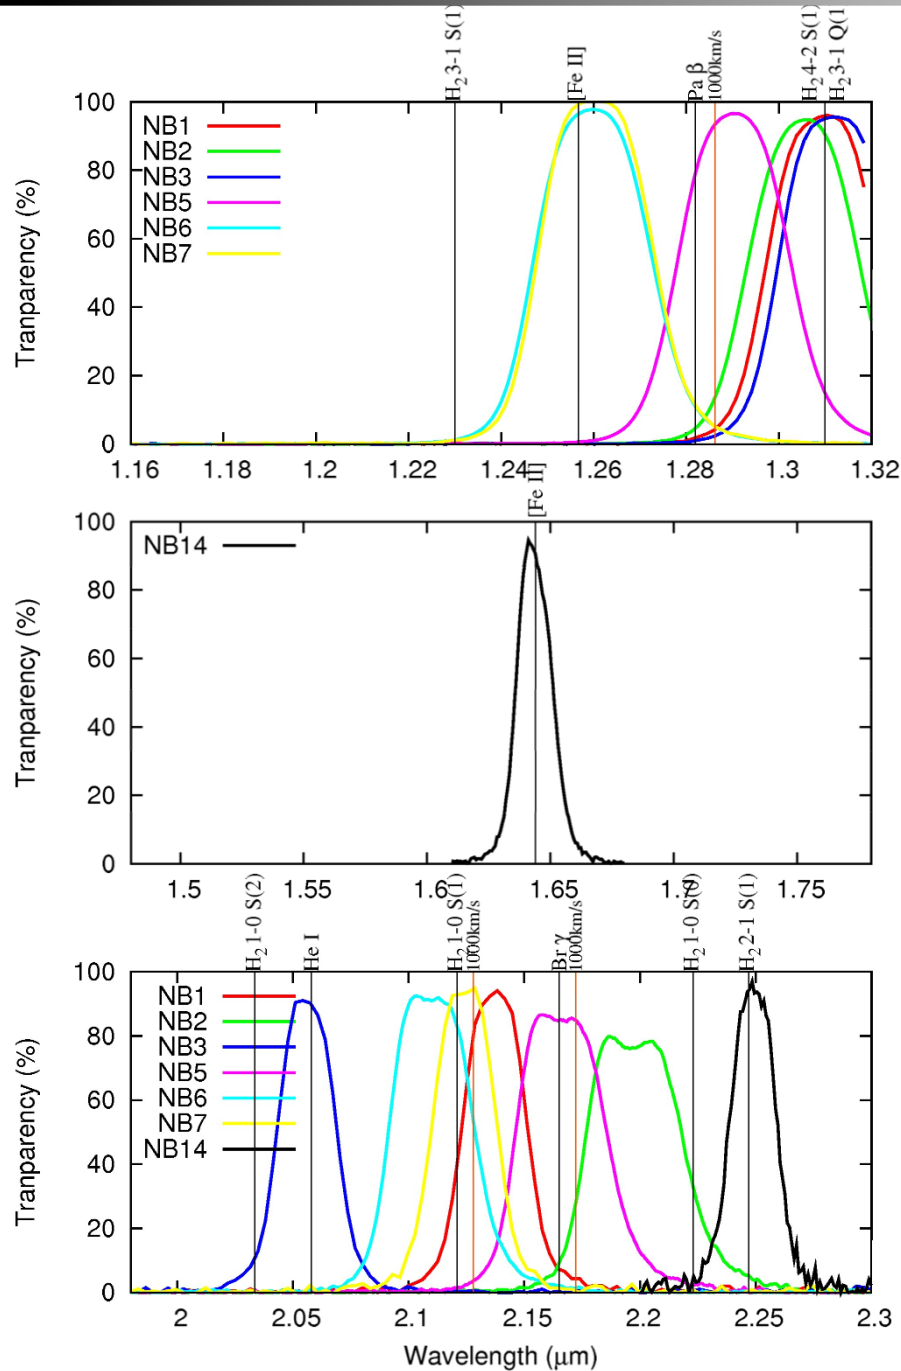 H2 3-1 S(1)
[Fe II]
Pa β
1000km/s
H2 4-2 S(1)
H2 3-1 Q(1
Tranparency (%)
100
80
60
40
20
0
NB1
NB2
NB3
NB5
NB6
NB7
1.16 1.18 1.2 1.22 1.24 1.26 1.28 1.3 1.32
[Fe II]
Tranparency (%)
100
80
60
40
20
0
NB14
1.5 1.55 1.6 1.65 1.7 1.75
H2 1-0 S(2)
He I
H2 1-0 S(1)
1000km/s
Br γ
1000km/s
H2 1-0 S(0)
H2 2-1 S(1)
Tranparency (%)
100
80
60
40
20
0
NB1
NB2
NB3
NB5
NB6
NB7
NB14
2 2.05 2.1 2.15 2.2 2.25 2.3
Wavelength (μm)